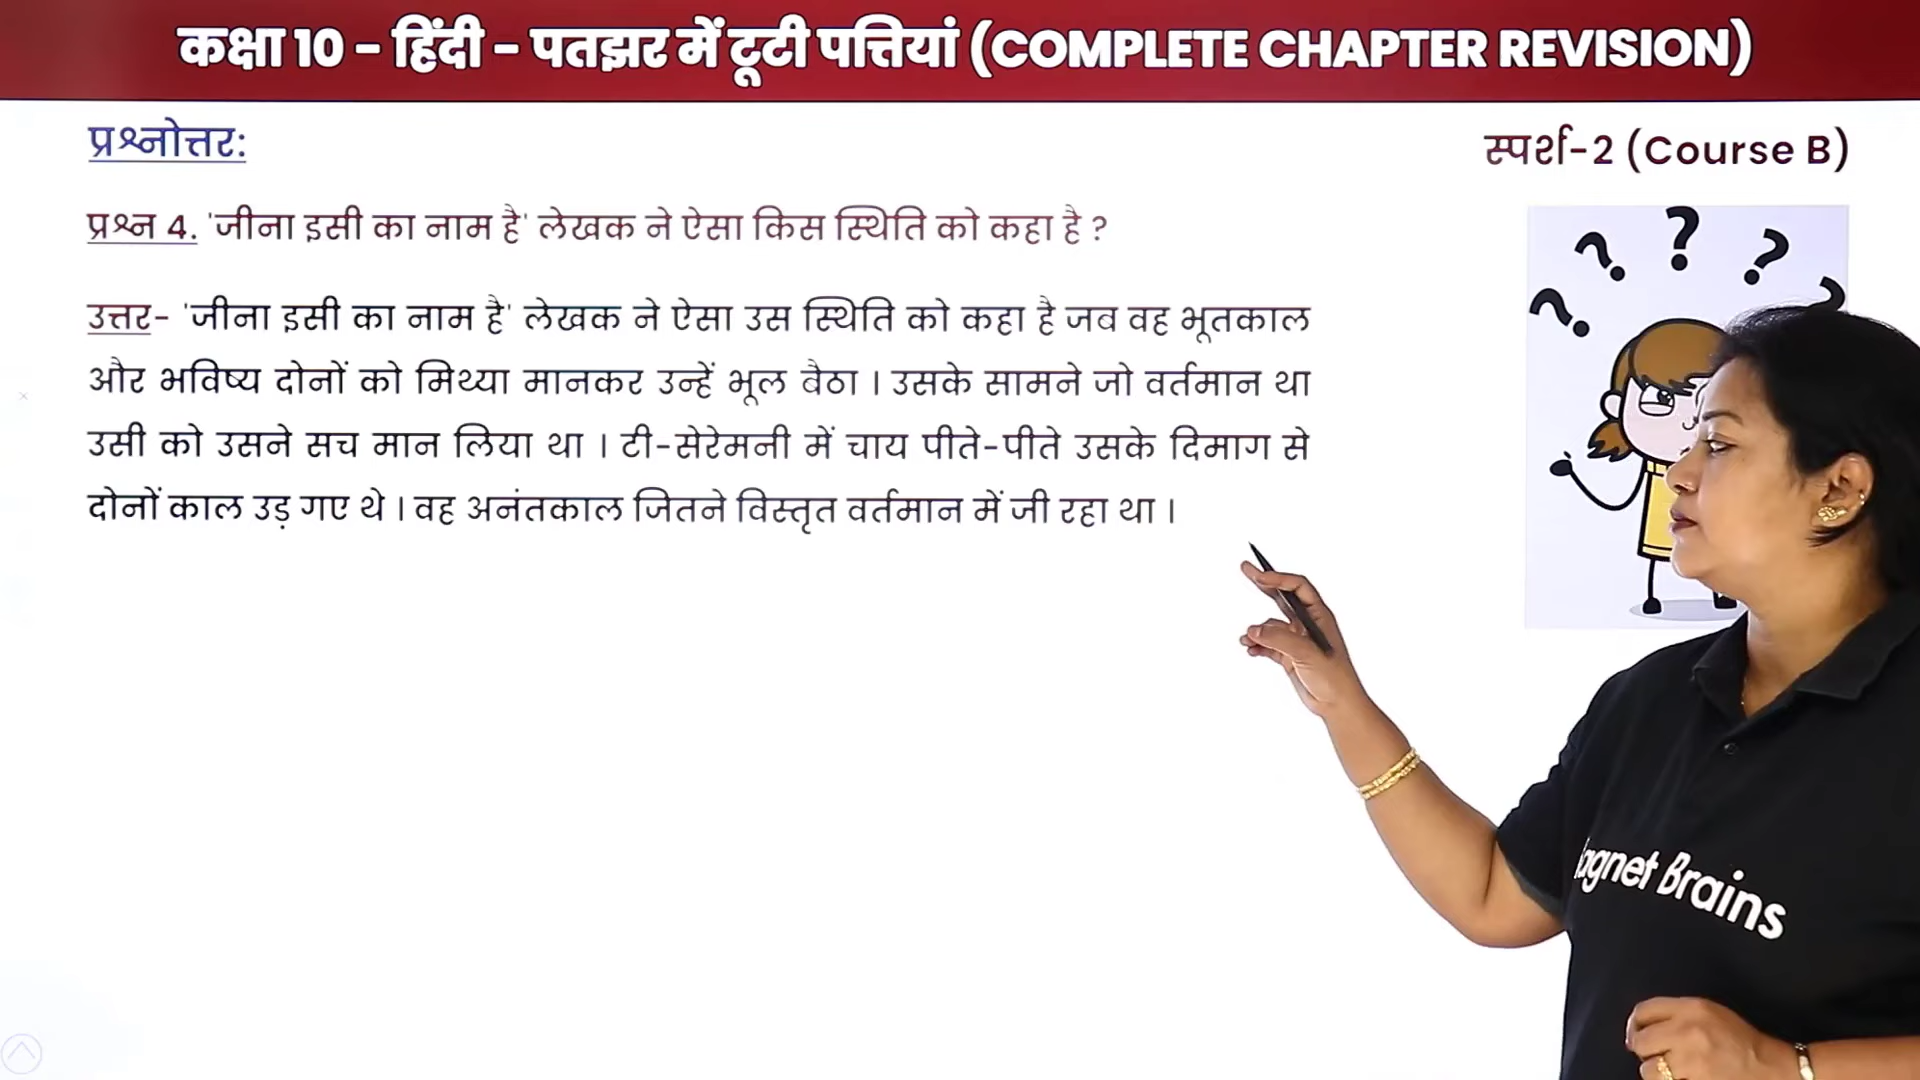 कक्षा 10 - हिंदी - पतझर में टूटी पत्तियां (COMPLETE CHAPTER REVISION)
प्रश्नोत्तर:
स्पर्श-2 (Course B)
प्रश्न 4. 'जीना इसी का नाम है' लेखक ने ऐसा किस स्थिति को कहा है ?
उत्तर- 'जीना इसी का नाम है' लेखक ने ऐसा उस स्थिति को कहा है जब वह भूतकाल
और भविष्य दोनों को मिथ्या मानकर उन्हें भूल बैठा । उसके सामने जो वर्तमान था
उसी को उसने सच मान लिया था । टी-सेरेमनी में चाय पीते-पीते उसके दिमाग से
दोनों काल उड़ गए थे । वह अनंतकाल जितने विस्तृत वर्तमान में जी रहा था ।
? ? ? ? ?
agnet Brains